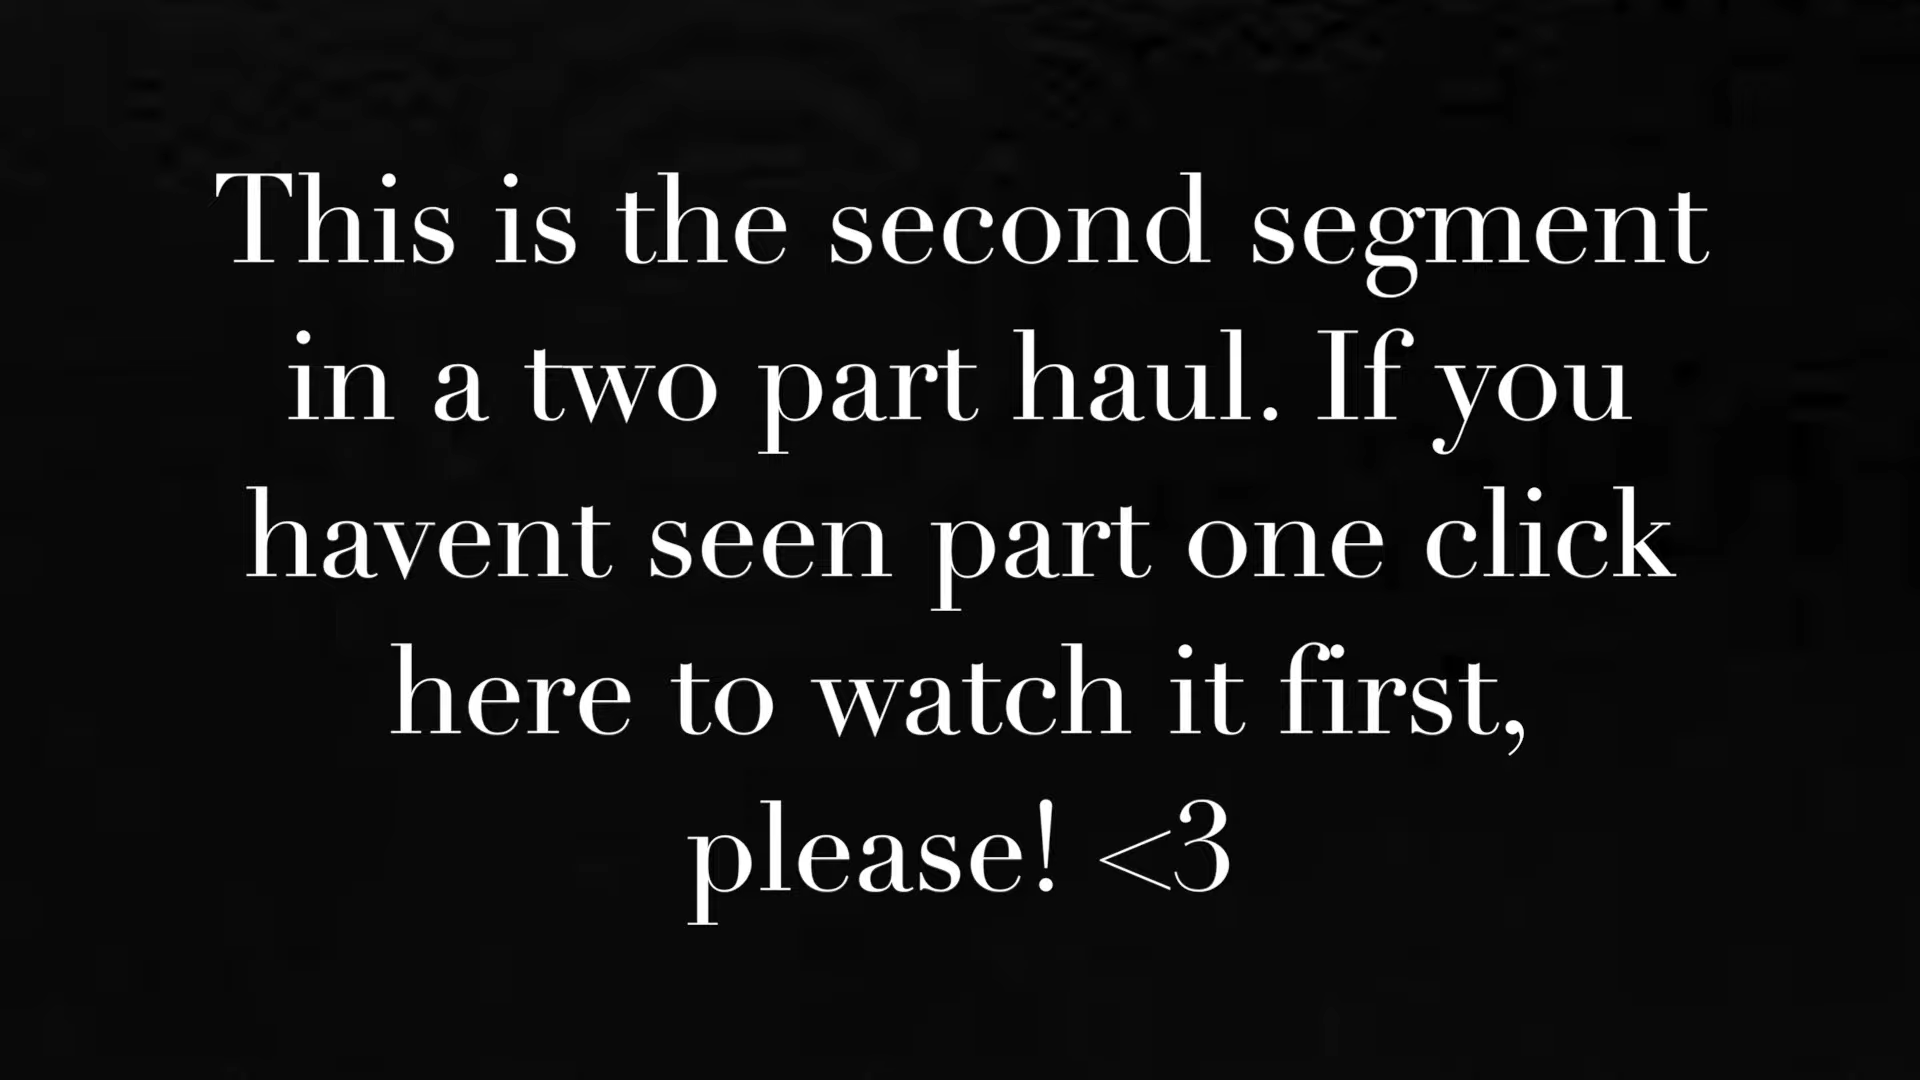 This is the second segment
in a two part haul. If you
havent seen part one click
here to watch it first,
please! <3